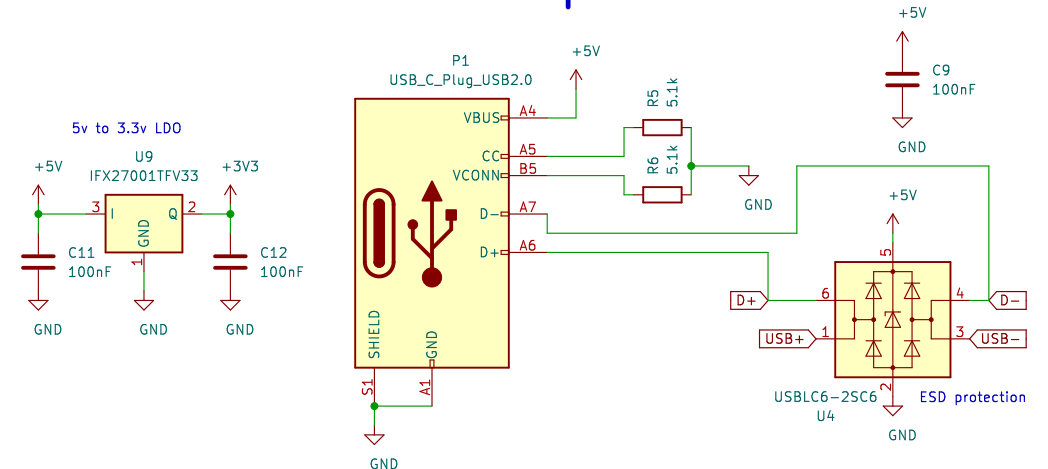 5v to 3.3v LDO
+5V
U9
IFX27001TFV33
+3V3
3
I
Q
2
GND
1
C11
100nF
C12
100nF
GND
GND
GND
P1
USB_C_Plug_USB2.0
+5V
VBUS
A4
CC
A5
VCONN
B5
D-
A7
D+
A6
SHIELD
GND
S1
A1
GND
R5
5.1k
R6
5.1k
GND
+5V
C9
100nF
GND
+5V
5
D+
6
4
D-
USB+
1
3
USB-
2
USBLC6-2SC6
U4
ESD protection
GND